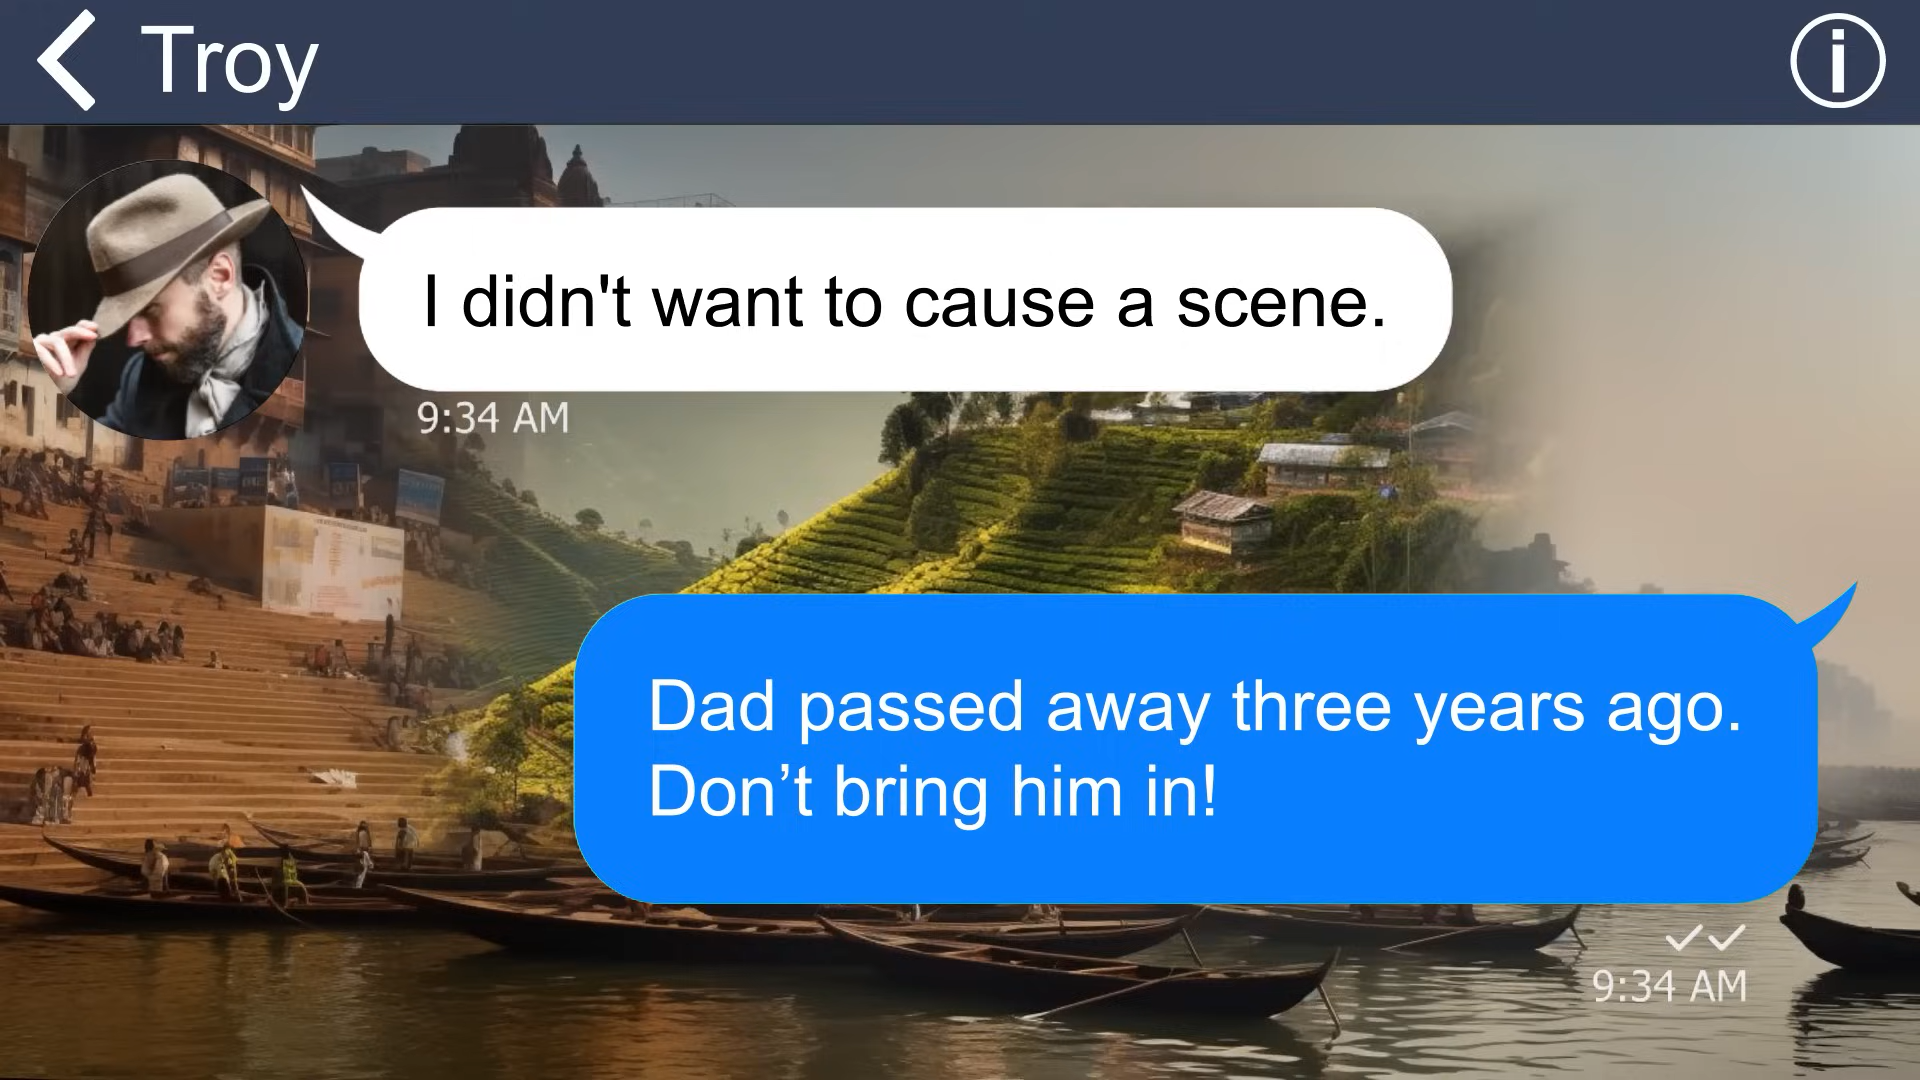 Troy
I didn't want to cause a scene.
9:34 AM
Dad passed away three years ago.
Don’t bring him in!
9:34 AM